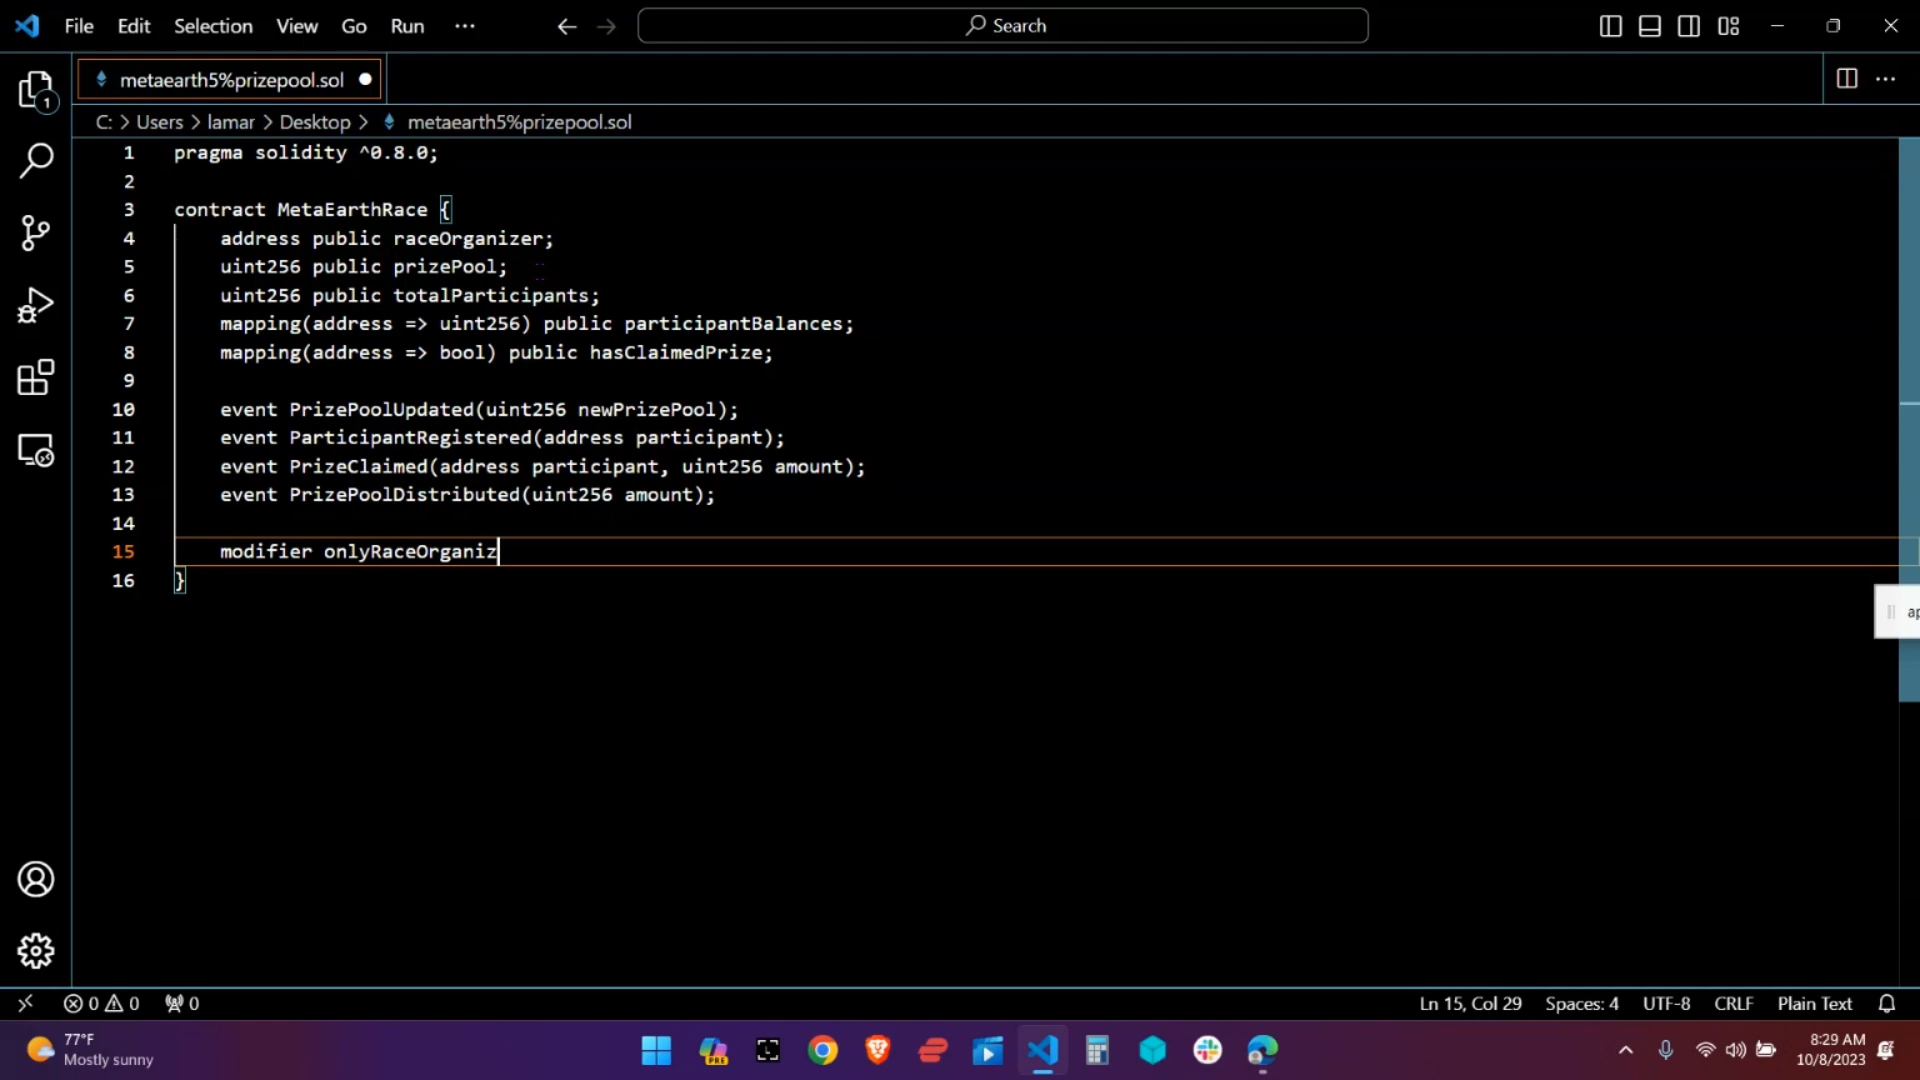 File Edit Selection View Go Run ··· Search
metaearth5%prizepool.sol
C: > Users > lamar > Desktop > metaearth5%prizepool.sol
1 pragma solidity ^0.8.0;
2
3 contract MetaEarthRace {
4 address public raceOrganizer;
5 uint256 public prizePool;
6 uint256 public totalParticipants;
7 mapping(address => uint256) public participantBalances;
8 mapping(address => bool) public hasClaimedPrize;
9
10 event PrizePoolUpdated(uint256 newPrizePool);
11 event ParticipantRegistered(address participant);
12 event PrizeClaimed(address participant, uint256 amount);
13 event PrizePoolDistributed(uint256 amount);
14
15 modifier onlyRaceOrganiz
16 }
1
ap
0 0 0 Ln 15, Col 29 Spaces: 4 UTF-8 CRLF Plain Text
77°F
Mostly sunny
PRE
8:29 AM
10/8/2023